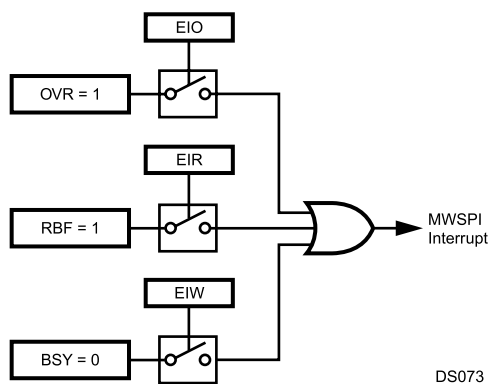 EIO
OVR = 1
EIR
RBF = 1
MWSPI
Interrupt
EIW
BSY = 0
DS073